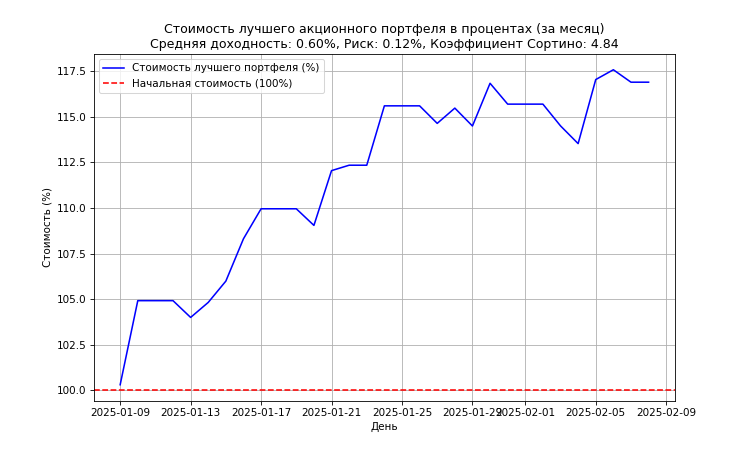 Стоимость лучшего акционного портфеля в процентах (за месяц)
Средняя доходность: 0.60%, Риск: 0.12%, Коэффициент Сортино: 4.84
Стоимость лучшего портфеля (%)
Начальная стоимость (100%)
Стоимость (%)
117.5
115.0
112.5
110.0
107.5
105.0
102.5
100.0
2025-01-09 2025-01-13 2025-01-17 2025-01-21 2025-01-25 2025-01-29 2025-02-01 2025-02-05 2025-02-09
День